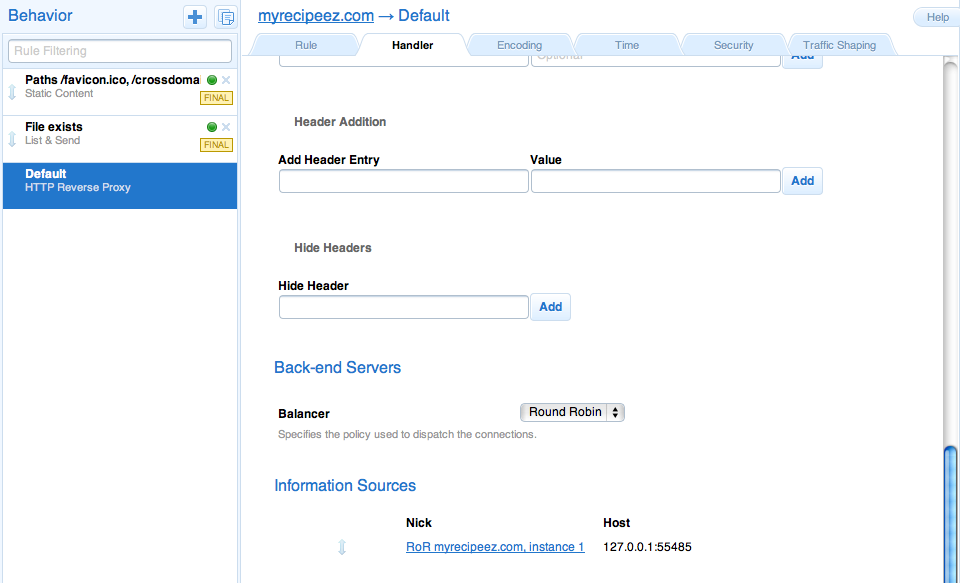 Behavior
Rule Filtering
Paths /favicon.ico, /crossdomai
Static Content
FINAL
File exists
List & Send
FINAL
Default
HTTP Reverse Proxy
myrecipeez.com → Default
Help
Rule
Handler
Encoding
Time
Security
Traffic Shaping
Optional
Add
Header Addition
Add Header Entry
Value
Add
Hide Headers
Hide Header
Add
Back-end Servers
Balancer
Round Robin
Specifies the policy used to dispatch the connections.
Information Sources
Nick
Host
RoR myrecipeez.com, instance 1
127.0.0.1:55485